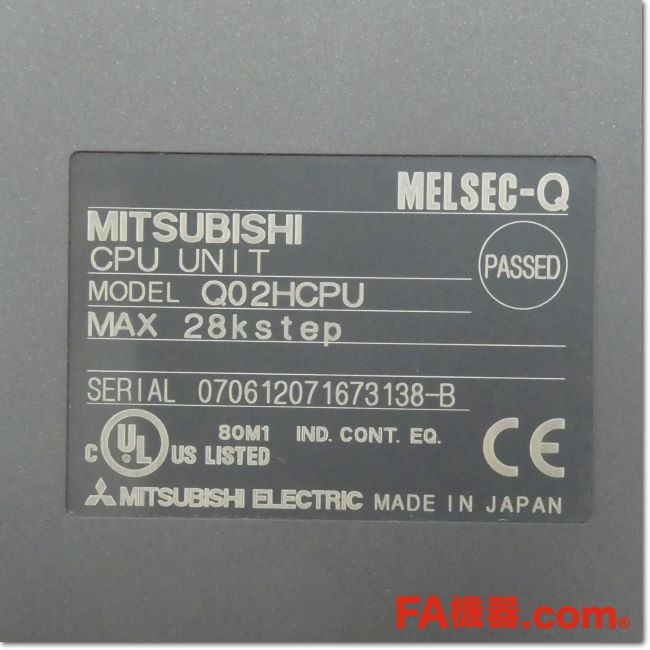 MELSEC-Q
MITSUBISHI
CPU UNIT
PASSED
MODEL Q02HCPU
MAX 28kstep
SERIAL 070612071673138-B
C UL US LISTED 80M1 IND. CONT. EQ. CE
MITSUBISHI ELECTRIC MADE IN JAPAN
FA機器.com®